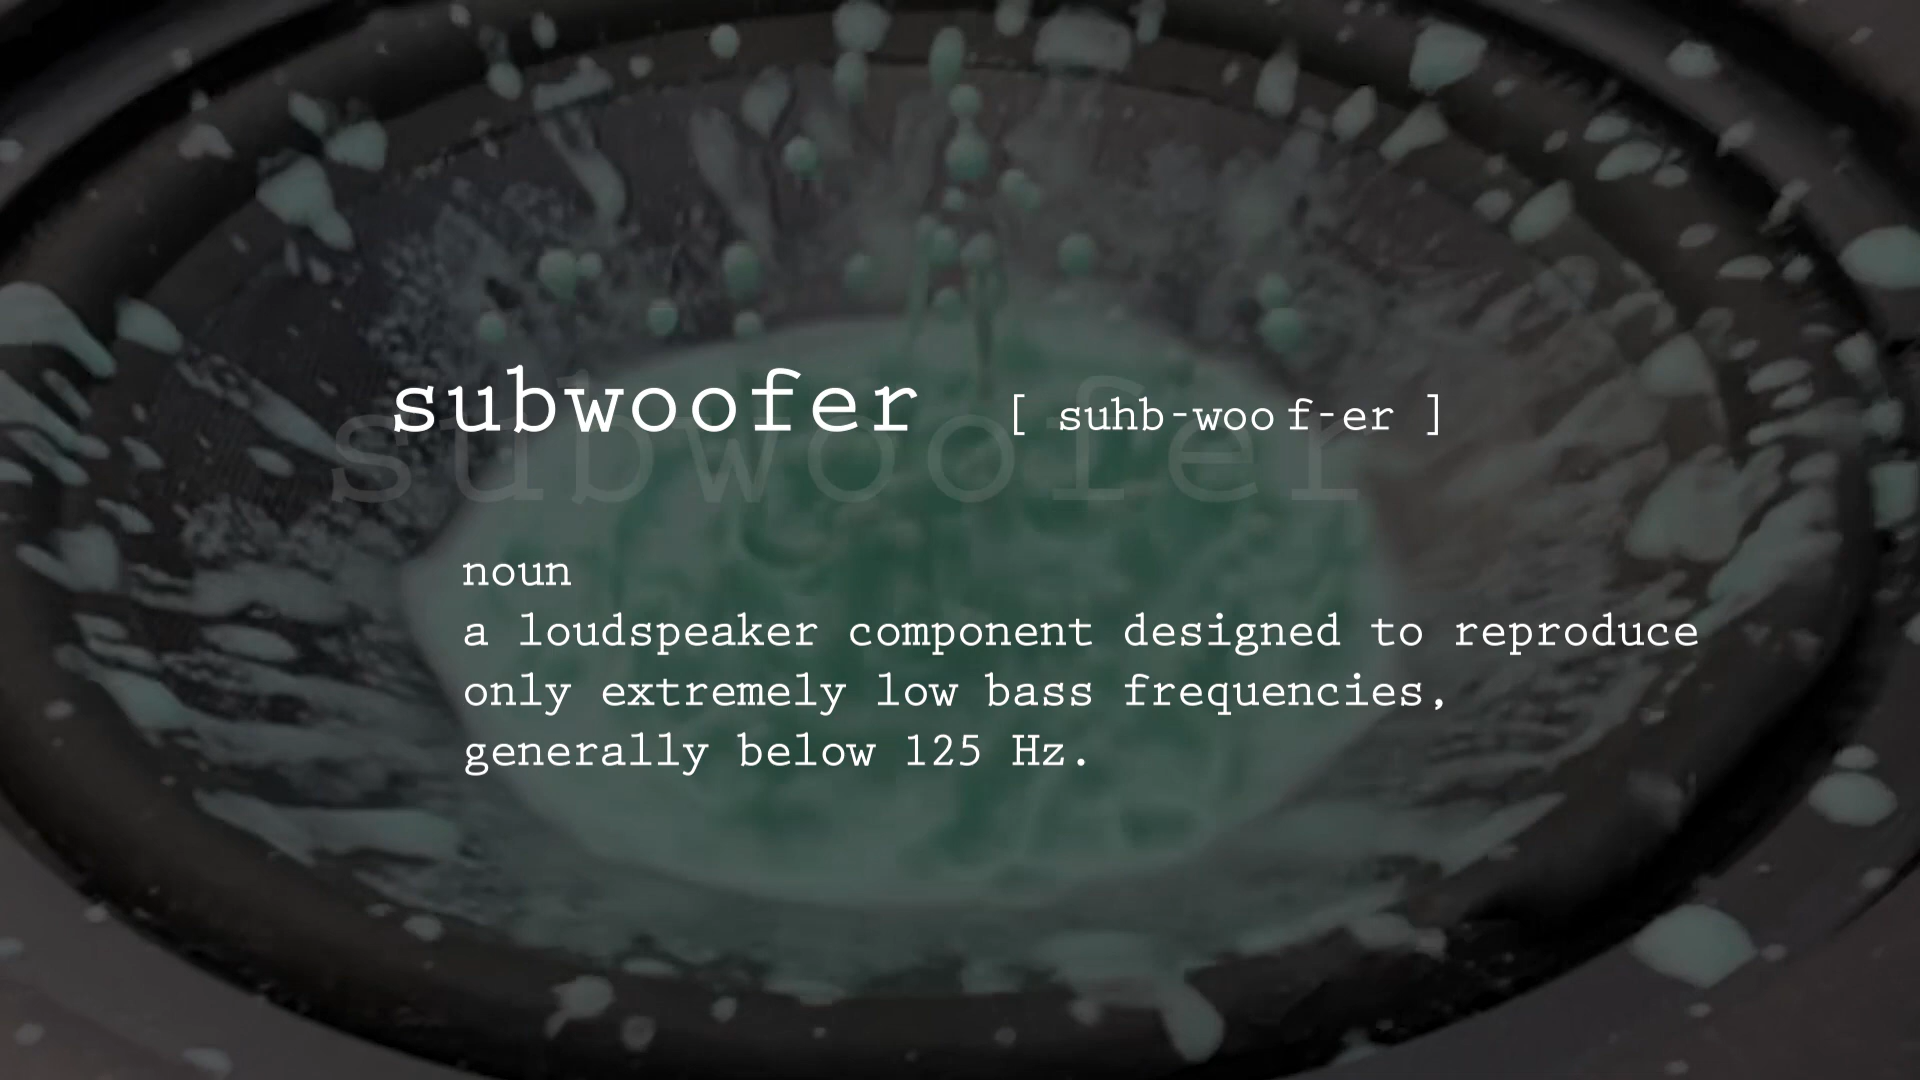 subwoofer [ suhb-woof-er ]
subwoofer
noun
a loudspeaker component designed to reproduce
only extremely low bass frequencies,
generally below 125 Hz.